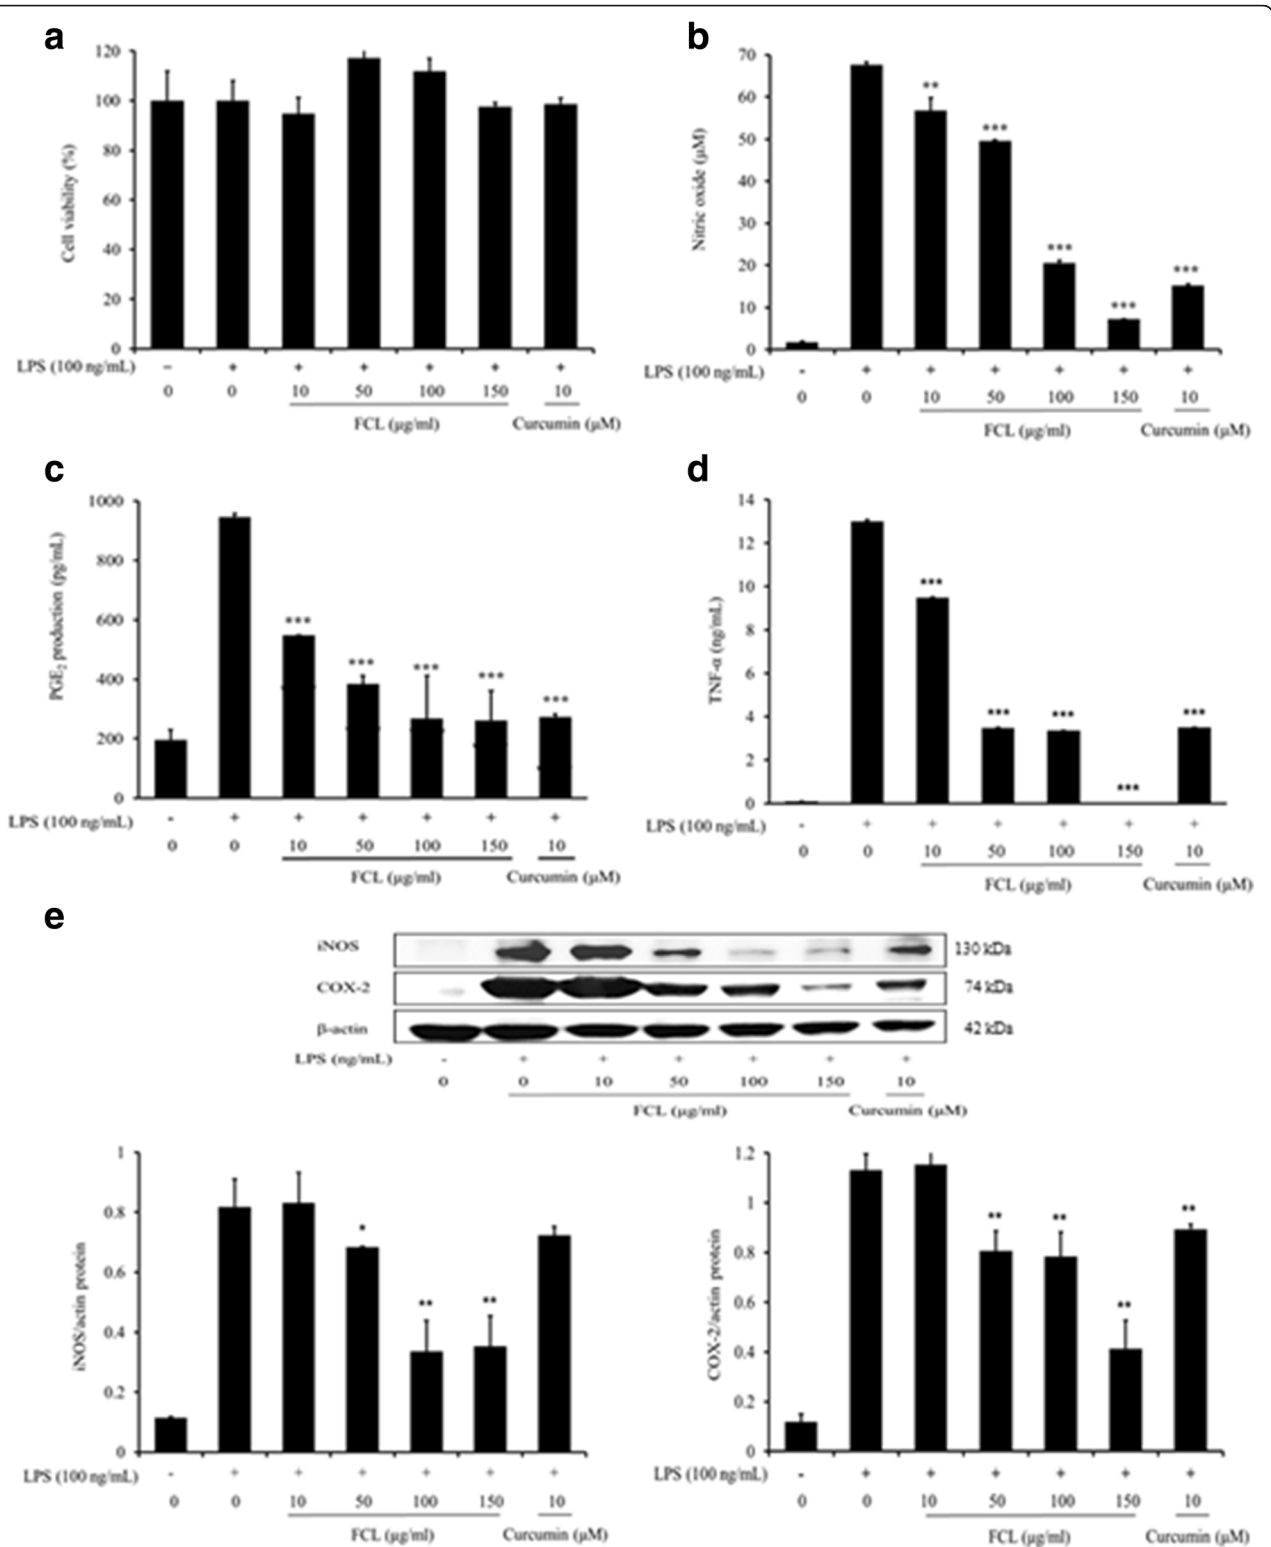 a
Cell viability (%)
120
100
80
60
40
20
0
LPS (100 ng/mL) – + + + + + +
0 0 10 50 100 150 10
FCL (μg/ml) Curcumin (μM)
b
Nitric oxide (μM)
70
60
50
40
30
20
10
0
** *** *** *** ***
LPS (100 ng/mL) - + + + + + +
0 0 10 50 100 150 10
FCL (μg/ml) Curcumin (μM)
c
PGE2 production (pg/mL)
1000
800
600
400
200
0
*** *** *** *** ***
LPS (100 ng/mL) - + + + + + +
0 0 10 50 100 150 10
FCL (μg/ml) Curcumin (μM)
d
TNF-α (ng/mL)
14
12
10
8
6
4
2
0
*** *** *** *** ***
LPS (100 ng/mL) - + + + + + +
0 0 10 50 100 150 10
FCL (μg/ml) Curcumin (μM)
e
iNOS 130 kDa
COX-2 74 kDa
β-actin 42 kDa
LPS (ng/mL) - + + + + + +
0 0 10 50 100 150 10
FCL (μg/ml) Curcumin (μM)
iNOS/actin protein
1
0.8
0.6
0.4
0.2
0
* ** **
LPS (100 ng/mL) - + + + + + +
0 0 10 50 100 150 10
FCL (μg/ml) Curcumin (μM)
COX-2/actin protein
1.2
1
0.8
0.6
0.4
0.2
0
** ** ** **
LPS (100 ng/mL) - + + + + + +
0 0 10 50 100 150 10
FCL (μg/ml) Curcumin (μM)